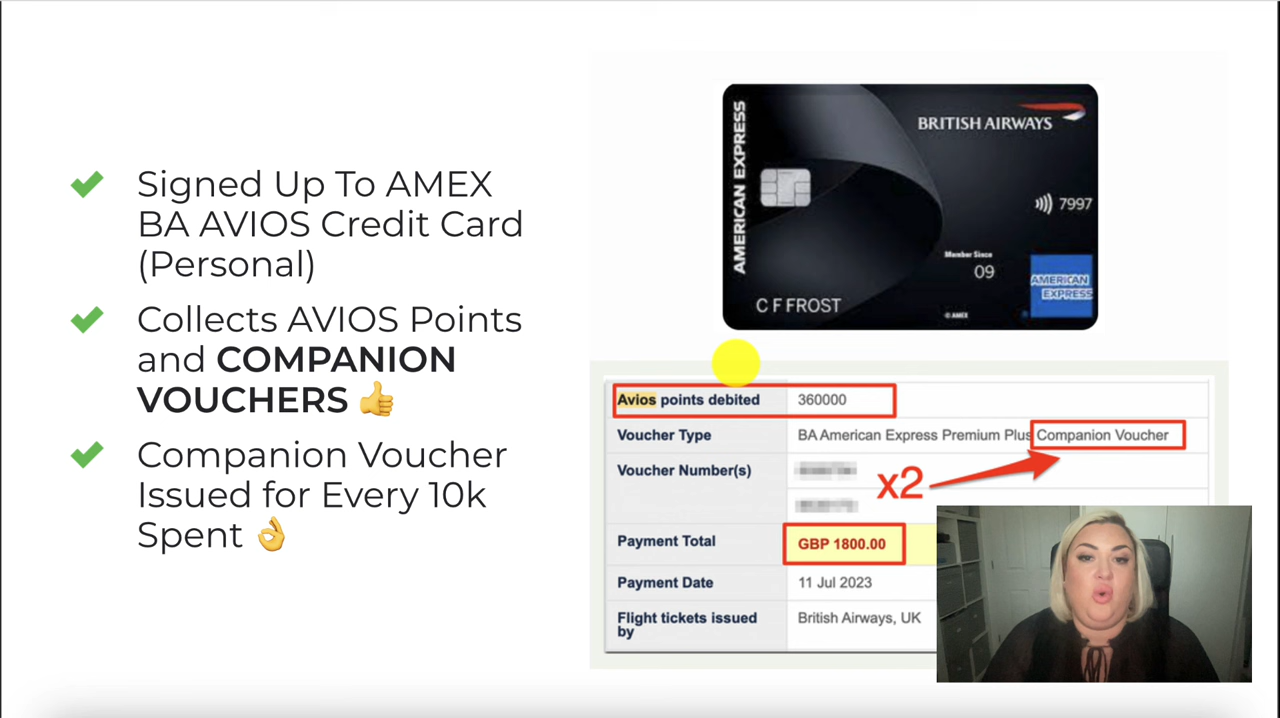 Signed Up To AMEX
BA AVIOS Credit Card
(Personal)
Collects AVIOS Points
and COMPANION
VOUCHERS 👍
Companion Voucher
Issued for Every 10k
Spent 👌
AMERICAN EXPRESS
BRITISH AIRWAYS
7997
Member Since
09
AMERICAN
EXPRESS
C F FROST
© AMEX
Avios points debited 360000
Voucher Type BA American Express Premium Plus Companion Voucher
Voucher Number(s)
x2
Payment Total GBP 1800.00
Payment Date 11 Jul 2023
Flight tickets issued British Airways, UK
by